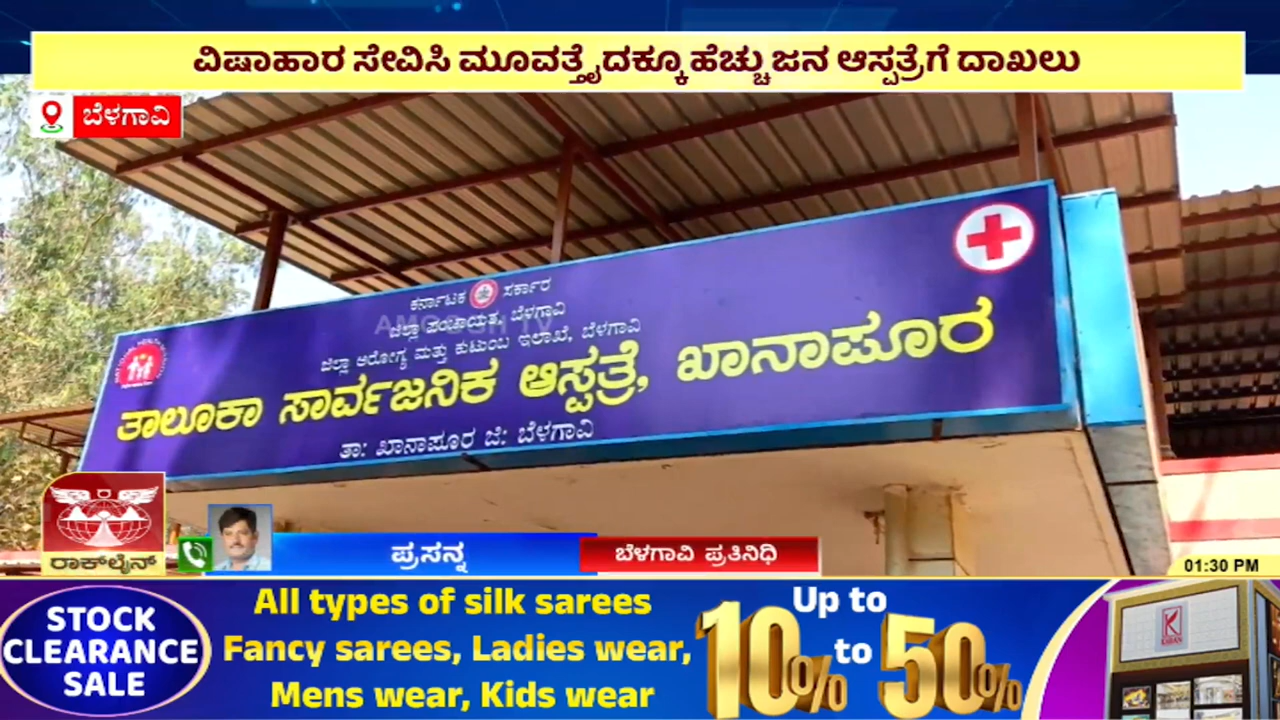 ವಿಷಾಹಾರ ಸೇವಿಸಿ ಮೂವತ್ತೈದಕ್ಕೂ ಹೆಚ್ಚು ಜನ ಆಸ್ಪತ್ರೆಗೆ ದಾಖಲು
ಬೆಳಗಾವಿ
ಕರ್ನಾಟಕ ಸರ್ಕಾರ
ಜಿಲ್ಲಾ ಪಂಚಾಯತ, ಬೆಳಗಾವಿ
ಜಿಲ್ಲಾ ಆರೋಗ್ಯ ಮತ್ತು ಕುಟುಂಬ ಇಲಾಖೆ, ಬೆಳಗಾವಿ
ತಾಲೂಕಾ ಸಾರ್ವಜನಿಕ ಆಸ್ಪತ್ರೆ, ಖಾನಾಪೂರ
ತಾ: ಖಾನಾಪೂರ ಜಿ: ಬೆಳಗಾವಿ
ರಾಕ್‌ಲೈನ್
ಪ್ರಸನ್ನ
ಬೆಳಗಾವಿ ಪ್ರತಿನಿಧಿ
01:30 PM
STOCK
CLEARANCE
SALE
All types of silk sarees
Fancy sarees, Ladies wear,
Mens wear, Kids wear
Up to
10% to 50%